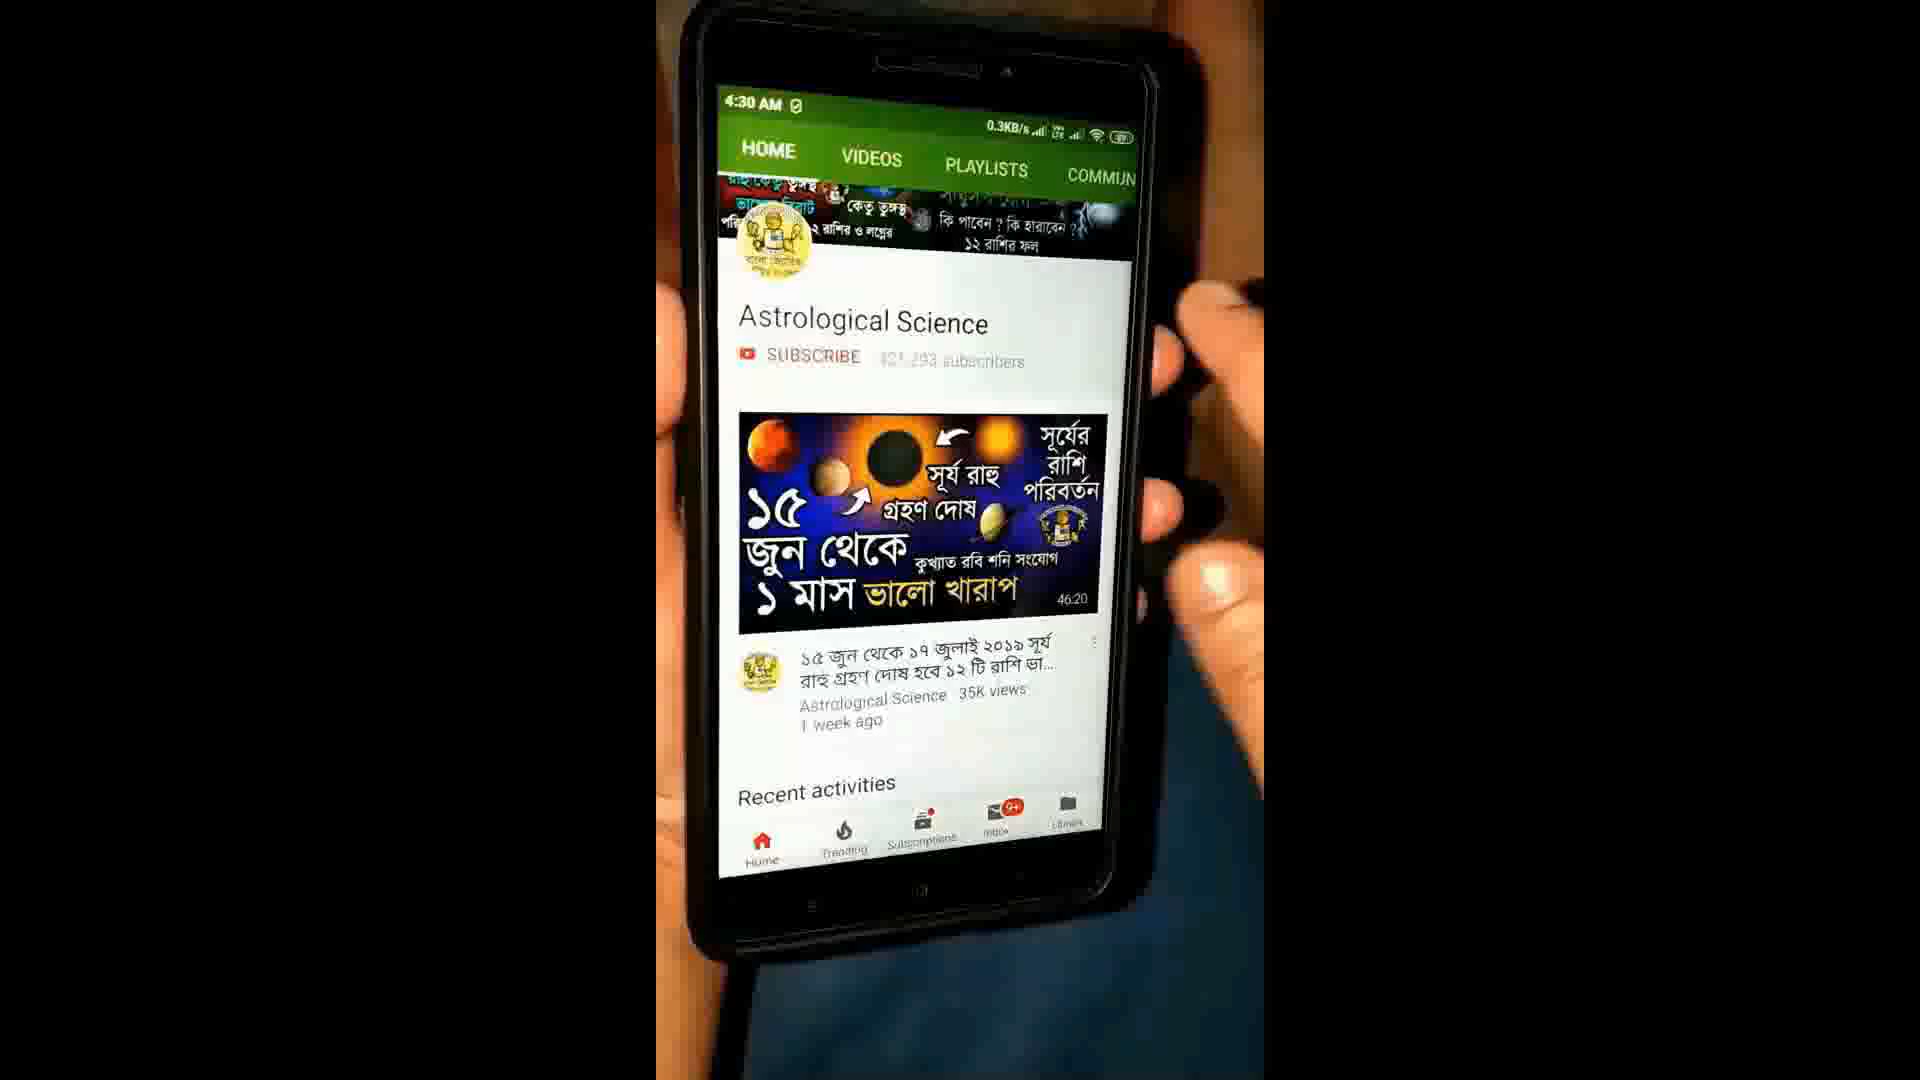 4:30 AM
0.3KB/s
HOME VIDEOS PLAYLISTS COMMUN
কেতু তুঙ্গস্থ
২ রাশির ও লগ্নের
কি পাবেন ? কি হারাবেন ?
১২ রাশির ফল
Astrological Science
SUBSCRIBE subscribers
সূর্যের
রাশি
পরিবর্তন
সূর্য রাহু
গ্রহণ দোষ
১৫
জুন থেকে
কুখ্যাত রবি শনি সংযোগ
১ মাস ভালো খারাপ
46:20
১৫ জুন থেকে ১৭ জুলাই ২০১৯ সূর্য
রাহু গ্রহণ দোষ হবে ১২ টি রাশি ভা...
Astrological Science 35K views
1 week ago
Recent activities
9+
Home Trending Subscriptions Inbox Library